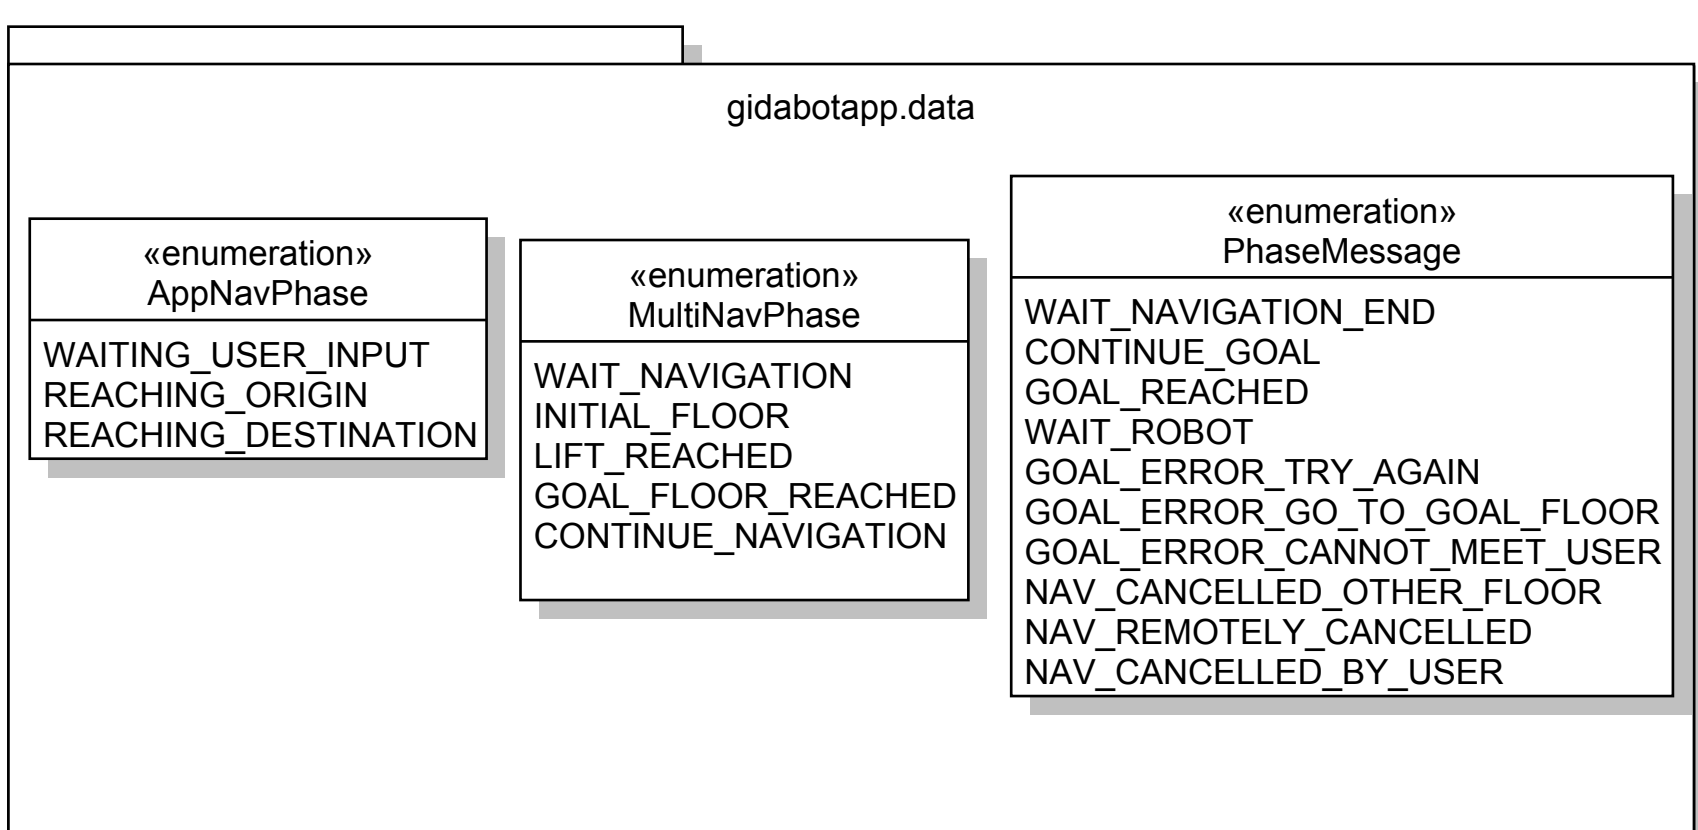 gidabotapp.data
«enumeration»
AppNavPhase
WAITING_USER_INPUT
REACHING_ORIGIN
REACHING_DESTINATION
«enumeration»
MultiNavPhase
WAIT_NAVIGATION
INITIAL_FLOOR
LIFT_REACHED
GOAL_FLOOR_REACHED
CONTINUE_NAVIGATION
«enumeration»
PhaseMessage
WAIT_NAVIGATION_END
CONTINUE_GOAL
GOAL_REACHED
WAIT_ROBOT
GOAL_ERROR_TRY_AGAIN
GOAL_ERROR_GO_TO_GOAL_FLOOR
GOAL_ERROR_CANNOT_MEET_USER
NAV_CANCELLED_OTHER_FLOOR
NAV_REMOTELY_CANCELLED
NAV_CANCELLED_BY_USER